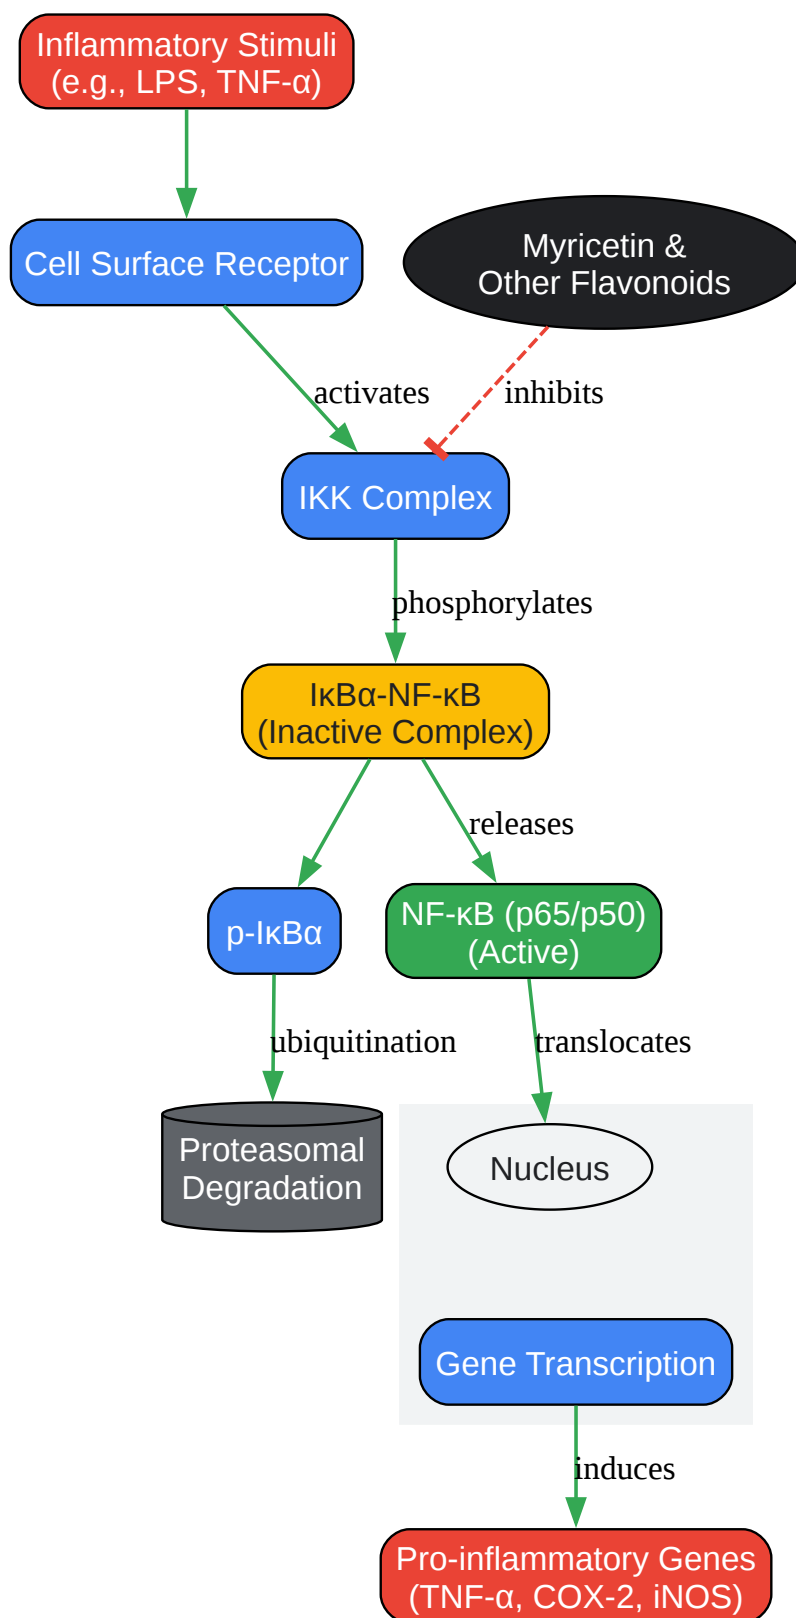 Inflammatory Stimuli
(e.g., LPS, TNF-α)
Cell Surface Receptor
Myricetin &
Other Flavonoids
activates
inhibits
IKK Complex
phosphorylates
IκBα-NF-κB
(Inactive Complex)
releases
p-IκBα
NF-κB (p65/p50)
(Active)
ubiquitination
translocates
Proteasomal
Degradation
Nucleus
Gene Transcription
induces
Pro-inflammatory Genes
(TNF-α, COX-2, iNOS)